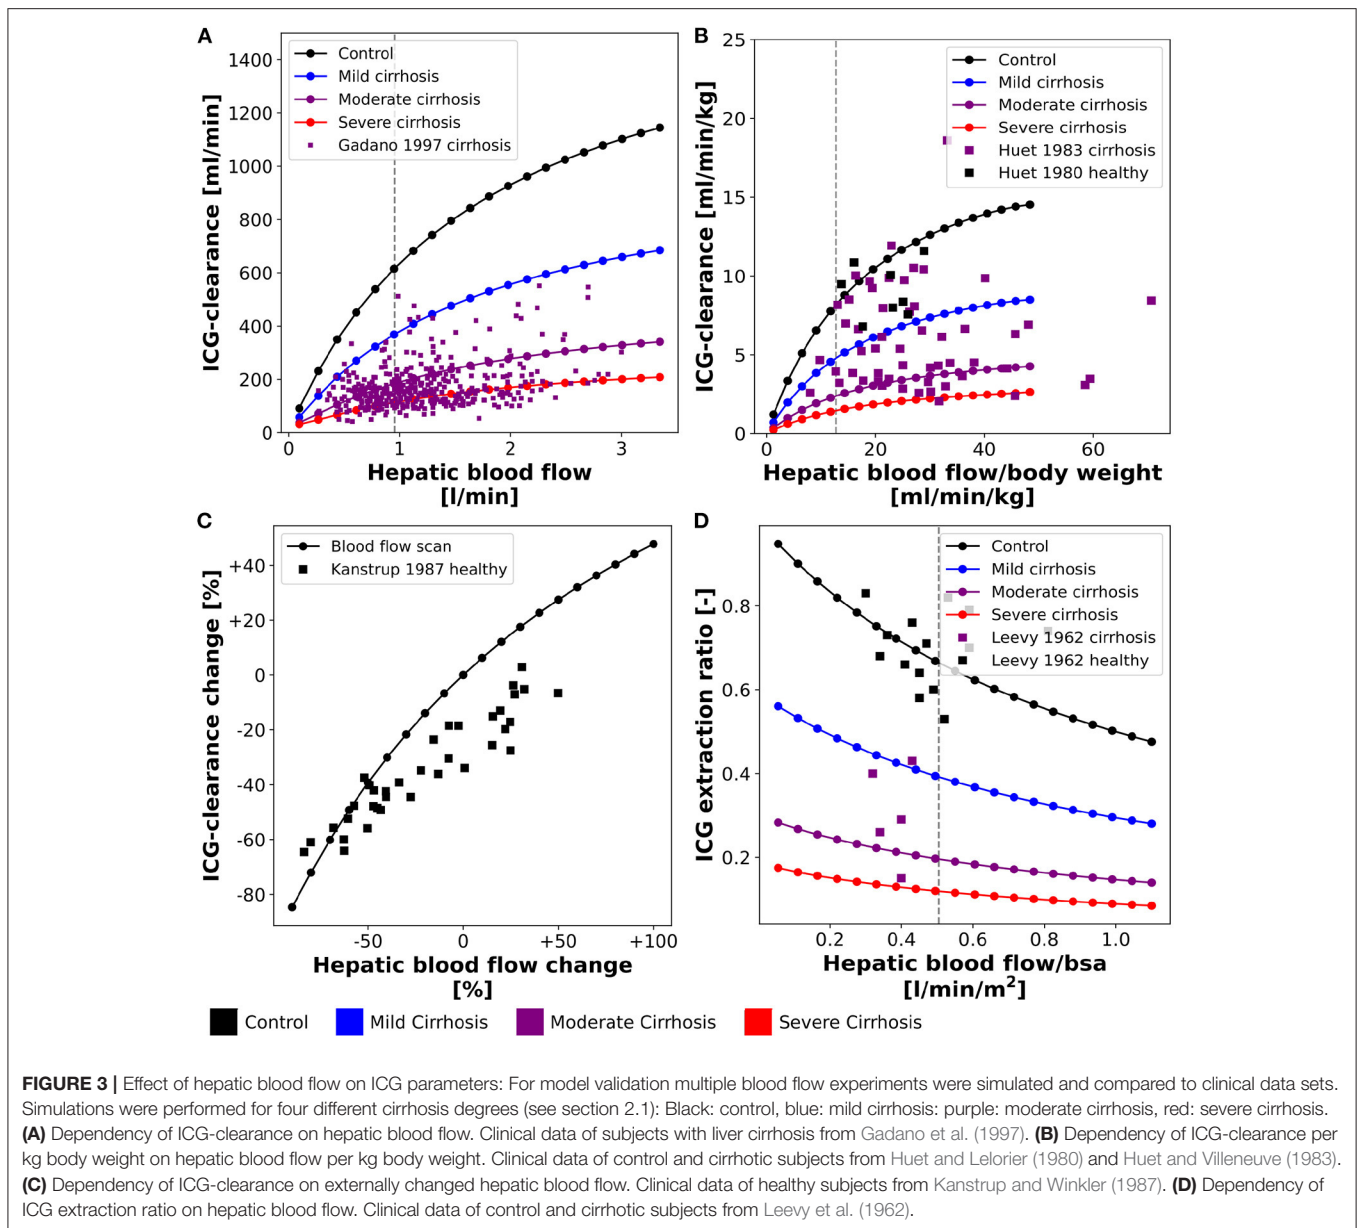 A
ICG-clearance [ml/min]
1400
1200
1000
800
600
400
200
0
Control
Mild cirrhosis
Moderate cirrhosis
Severe cirrhosis
Gadano 1997 cirrhosis
0 1 2 3
Hepatic blood flow
[l/min]
B
ICG-clearance [ml/min/kg]
25
20
15
10
5
0
Control
Mild cirrhosis
Moderate cirrhosis
Severe cirrhosis
Huet 1983 cirrhosis
Huet 1980 healthy
0 20 40 60
Hepatic blood flow/body weight
[ml/min/kg]
C
ICG-clearance change [%]
+40
+20
0
-20
-40
-60
-80
Blood flow scan
Kanstrup 1987 healthy
-50 0 +50 +100
Hepatic blood flow change
[%]
D
ICG extraction ratio [-]
0.8
0.6
0.4
0.2
Control
Mild cirrhosis
Moderate cirrhosis
Severe cirrhosis
Leevy 1962 cirrhosis
Leevy 1962 healthy
0.2 0.4 0.6 0.8 1.0
Hepatic blood flow/bsa
[l/min/m²]
Control Mild Cirrhosis Moderate Cirrhosis Severe Cirrhosis
FIGURE 3 | Effect of hepatic blood flow on ICG parameters: For model validation multiple blood flow experiments were simulated and compared to clinical data sets.
Simulations were performed for four different cirrhosis degrees (see section 2.1): Black: control, blue: mild cirrhosis: purple: moderate cirrhosis, red: severe cirrhosis.
(A) Dependency of ICG-clearance on hepatic blood flow. Clinical data of subjects with liver cirrhosis from Gadano et al. (1997). (B) Dependency of ICG-clearance per
kg body weight on hepatic blood flow per kg body weight. Clinical data of control and cirrhotic subjects from Huet and Lelorier (1980) and Huet and Villeneuve (1983).
(C) Dependency of ICG-clearance on externally changed hepatic blood flow. Clinical data of healthy subjects from Kanstrup and Winkler (1987). (D) Dependency of
ICG extraction ratio on hepatic blood flow. Clinical data of control and cirrhotic subjects from Leevy et al. (1962).